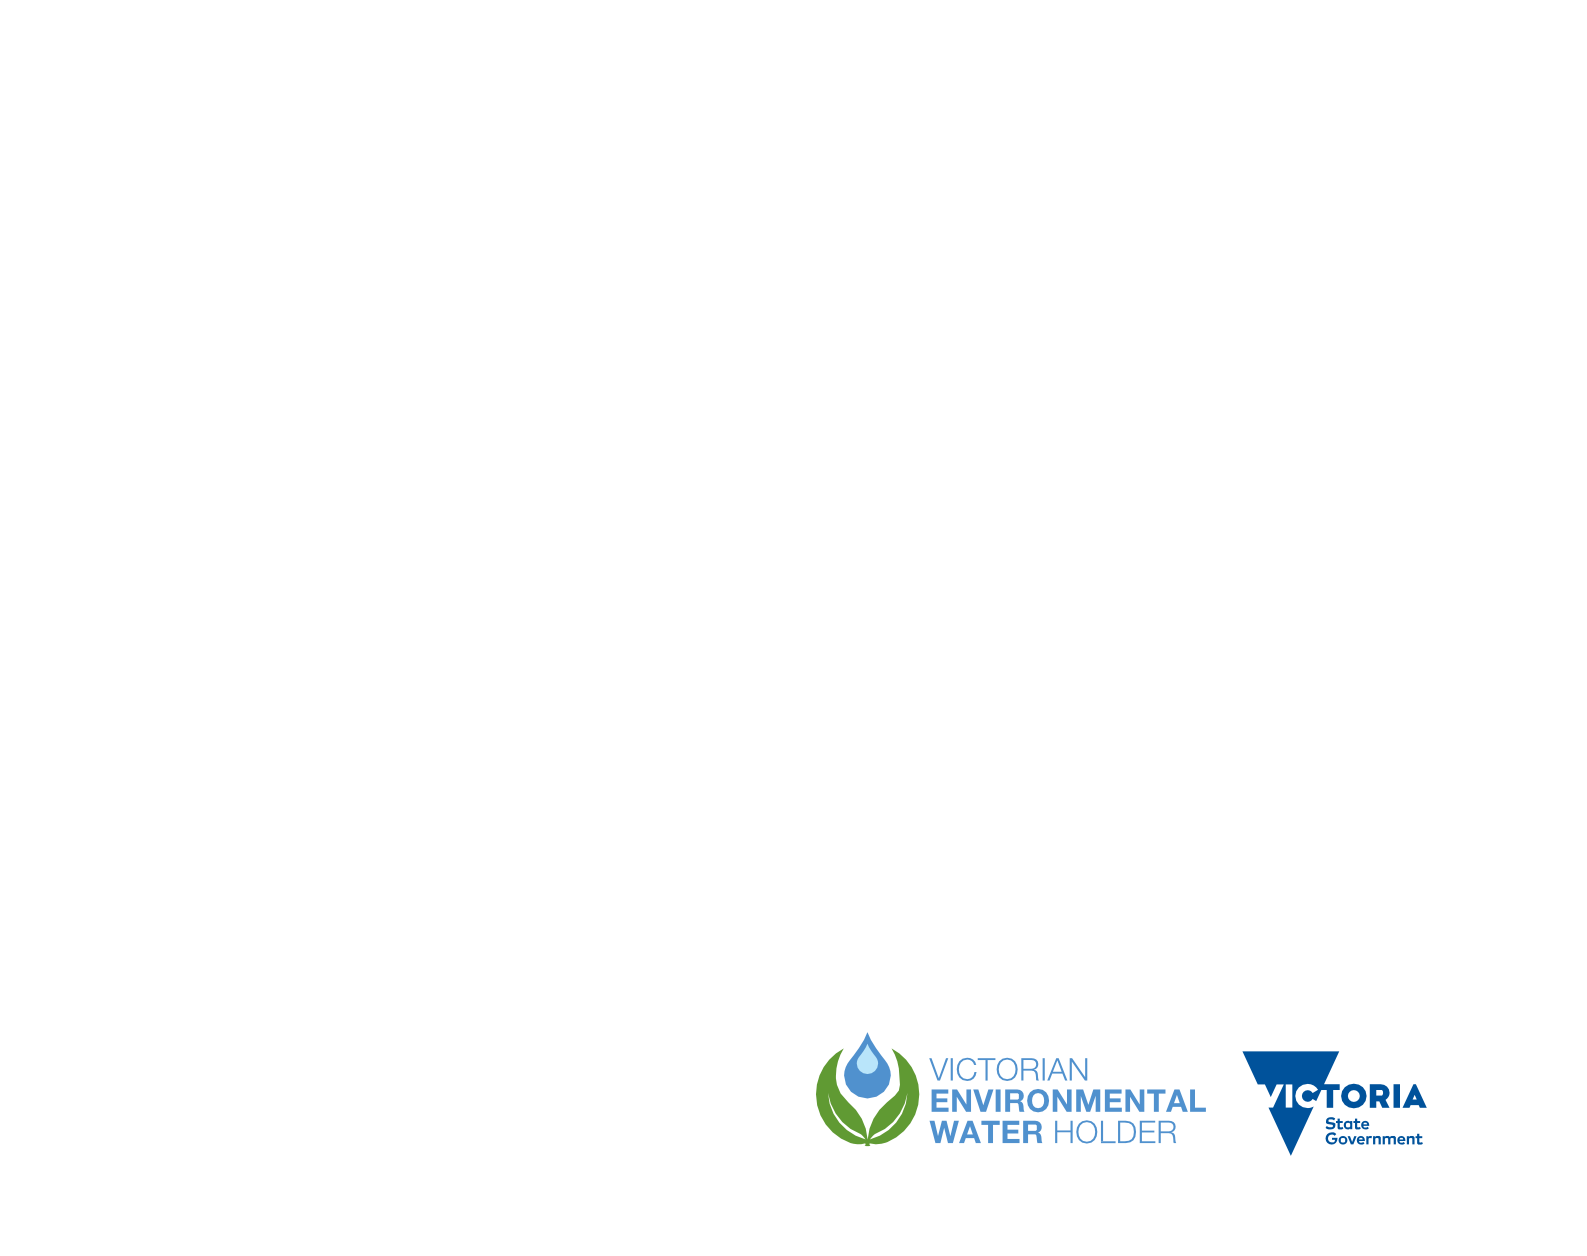 VICTORIAN
ENVIRONMENTAL
WATER HOLDER
VICTORIA
State
Government